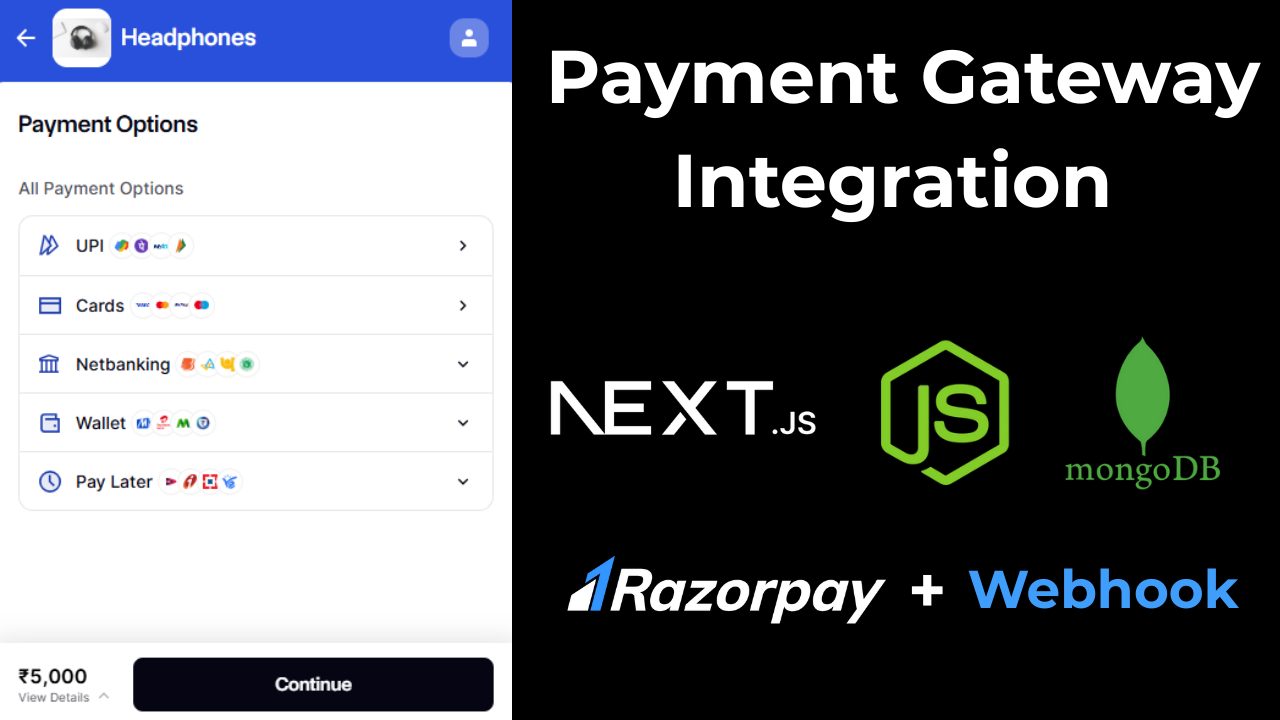 Headphones
Payment Options
All Payment Options
UPI
Cards
Netbanking
Wallet
Pay Later
₹5,000
View Details
Continue
Payment Gateway
Integration
NEXT.JS
JS
mongoDB
Razorpay + Webhook